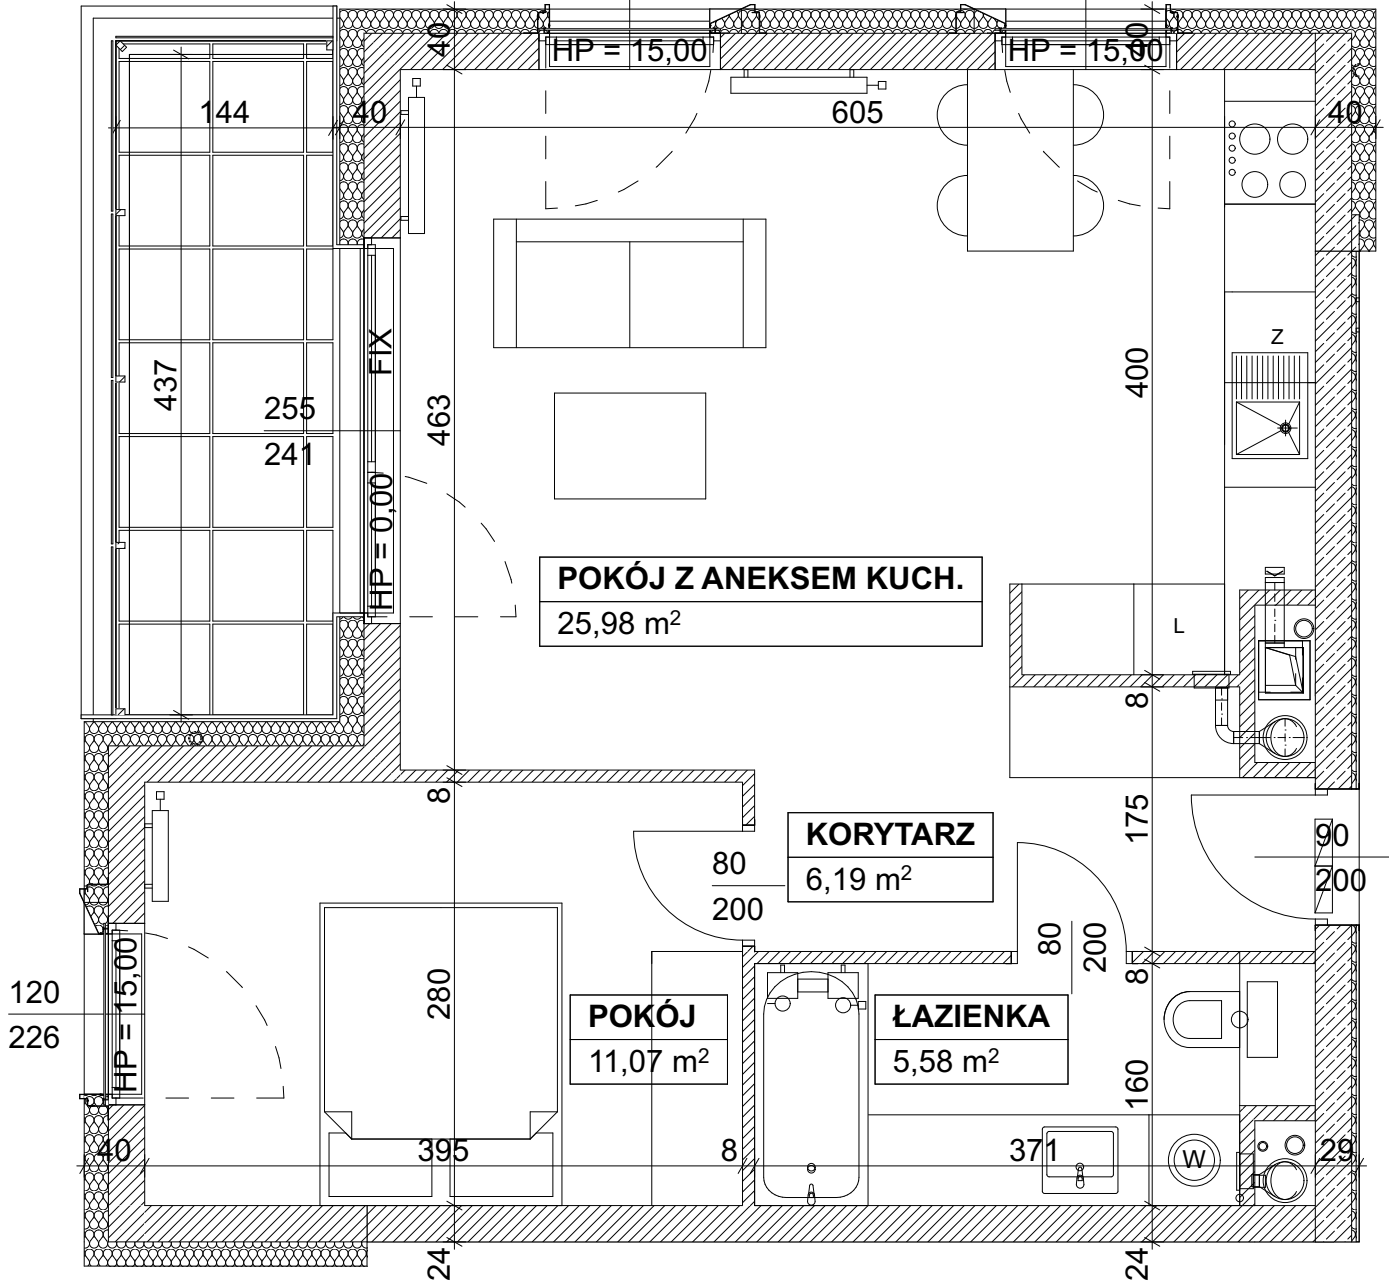 40
HP = 15,00
HP = 15,00
40
144
40
605
40
FIX
437
255
241
463
400
Z
HP = 0,00
POKÓJ Z ANEKSEM KUCH.
25,98 m²
L
8
8
175
KORYTARZ
6,19 m²
80
200
90
200
80
200
HP = 15,00
120
226
280
POKÓJ
11,07 m²
ŁAZIENKA
5,58 m²
8
160
40
395
8
371
W
29
24
24